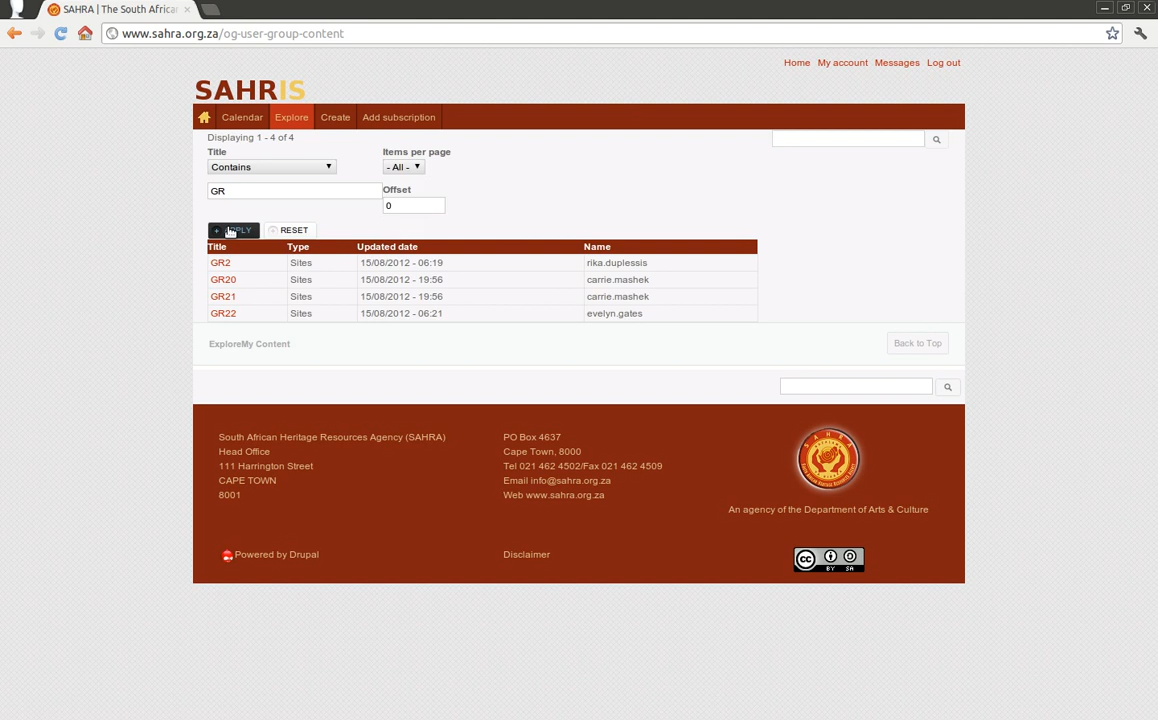 SAHRA | The South Africa
www.sahra.org.za/og-user-group-content
Home My account Messages Log out
SAHRIS
Calendar Explore Create Add subscription
Displaying 1 - 4 of 4
Title Items per page
Contains - All -
GR
Offset
0
APPLY RESET
Title Type Updated date Name
GR2 Sites 15/08/2012 - 06:19 rika.duplessis
GR20 Sites 15/08/2012 - 19:56 carrie.mashek
GR21 Sites 15/08/2012 - 19:56 carrie.mashek
GR22 Sites 15/08/2012 - 06:21 evelyn.gates
ExploreMy Content Back to Top
South African Heritage Resources Agency (SAHRA) PO Box 4637
Head Office Cape Town, 8000
111 Harrington Street Tel 021 462 4502/Fax 021 462 4509
CAPE TOWN Email info@sahra.org.za
8001 Web www.sahra.org.za
SAHRA
An agency of the Department of Arts & Culture
Powered by Drupal Disclaimer
cc BY SA